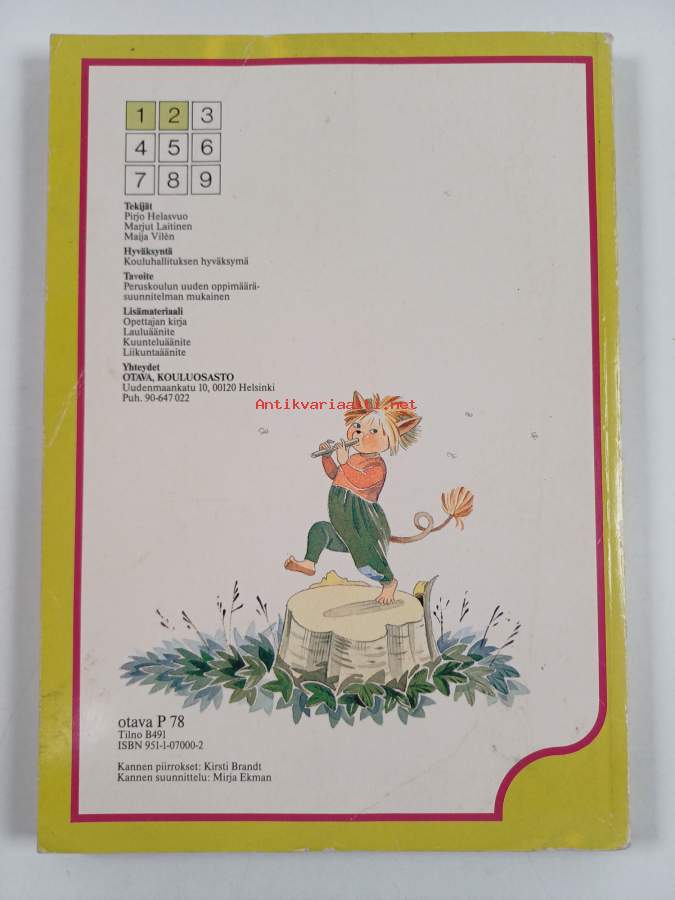 1 2 3
4 5 6
7 8 9
Tekijät
Pirjo Helasvuo
Marjut Laitinen
Maija Vilèn
Hyväksyntä
Kouluhallituksen hyväksymä
Tavoite
Peruskoulun uuden oppimäärä-
suunnitelman mukainen
Lisämateriaali
Opettajan kirja
Lauluäänite
Kuunteluäänite
Liikuntaäänite
Yhteydet
OTAVA, KOULUOSASTO
Uudenmaankatu 10, 00120 Helsinki
Puh. 90-647 022
Antikvariaatti.net
otava P 78
Tilno B491
ISBN 951-1-07000-2
Kannen piirrokset: Kirsti Brandt
Kannen suunnittelu: Mirja Ekman